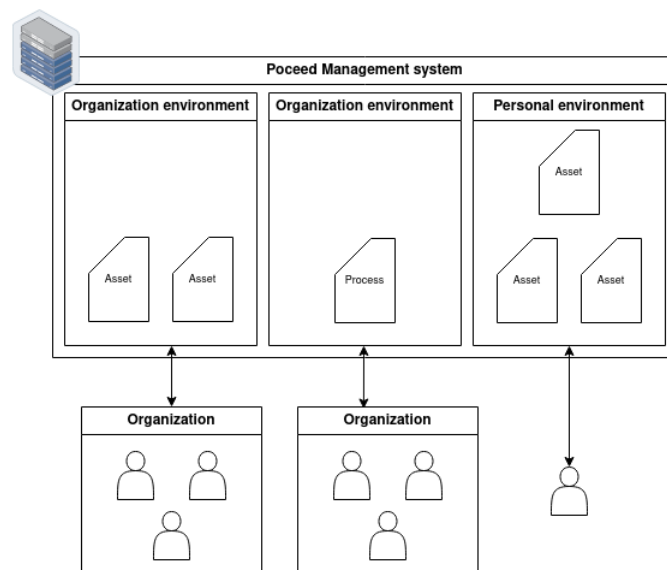 Poceed Management system
Organization environment
Organization environment
Personal environment
Asset
Asset
Asset
Process
Asset
Asset
Organization
Organization